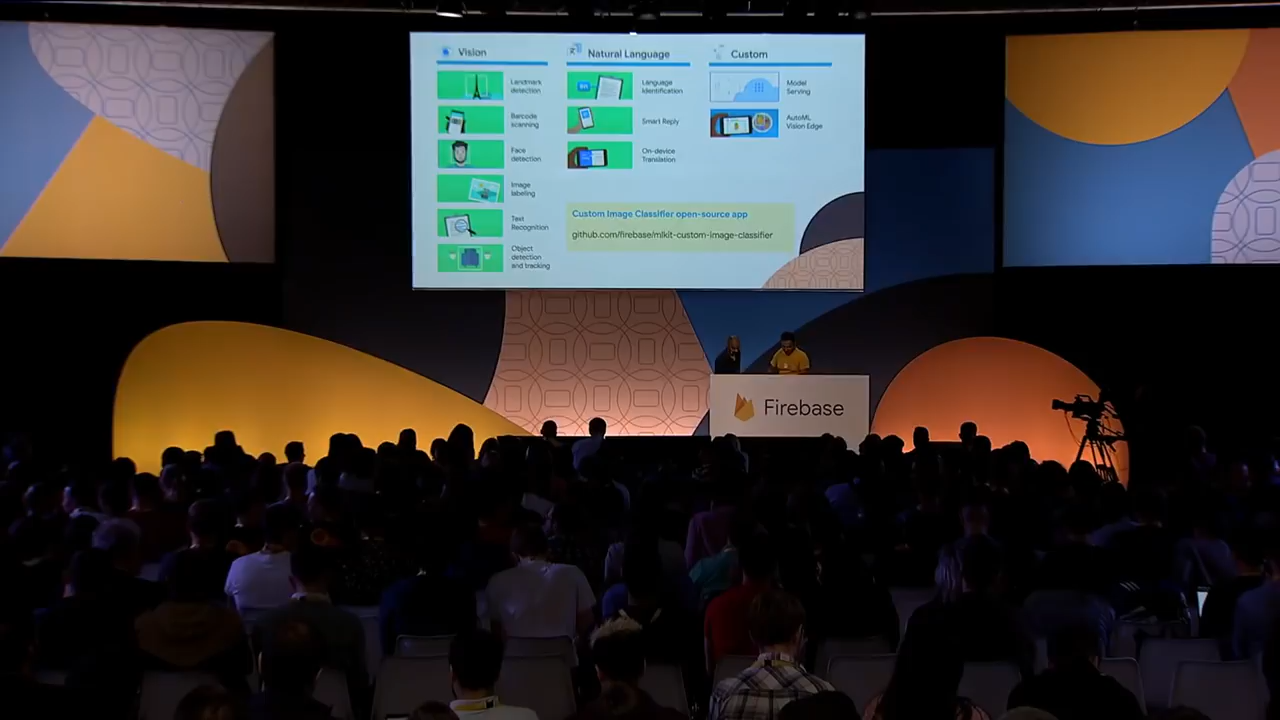 Vision
Landmark
detection
Barcode
scanning
Face
detection
Image
labeling
Text
Recognition
Object
detection
and tracking
Natural Language
Language
Identification
Smart Reply
On-device
Translation
Custom
Model
Serving
AutoML
Vision Edge
Custom Image Classifier open-source app
github.com/firebase/mlkit-custom-image-classifier
Firebase